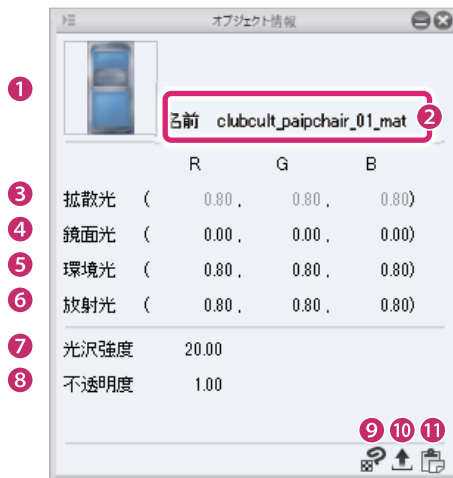 オブジェクト情報
1
名前 clubcult_paipchair_01_mat 2
R G B
3 拡散光 ( 0.80 , 0.80 , 0.80)
4 鏡面光 ( 0.00 , 0.00 , 0.00)
5 環境光 ( 0.80 , 0.80 , 0.80)
6 放射光 ( 0.80 , 0.80 , 0.80)
7 光沢強度 20.00
8 不透明度 1.00
9 10 11